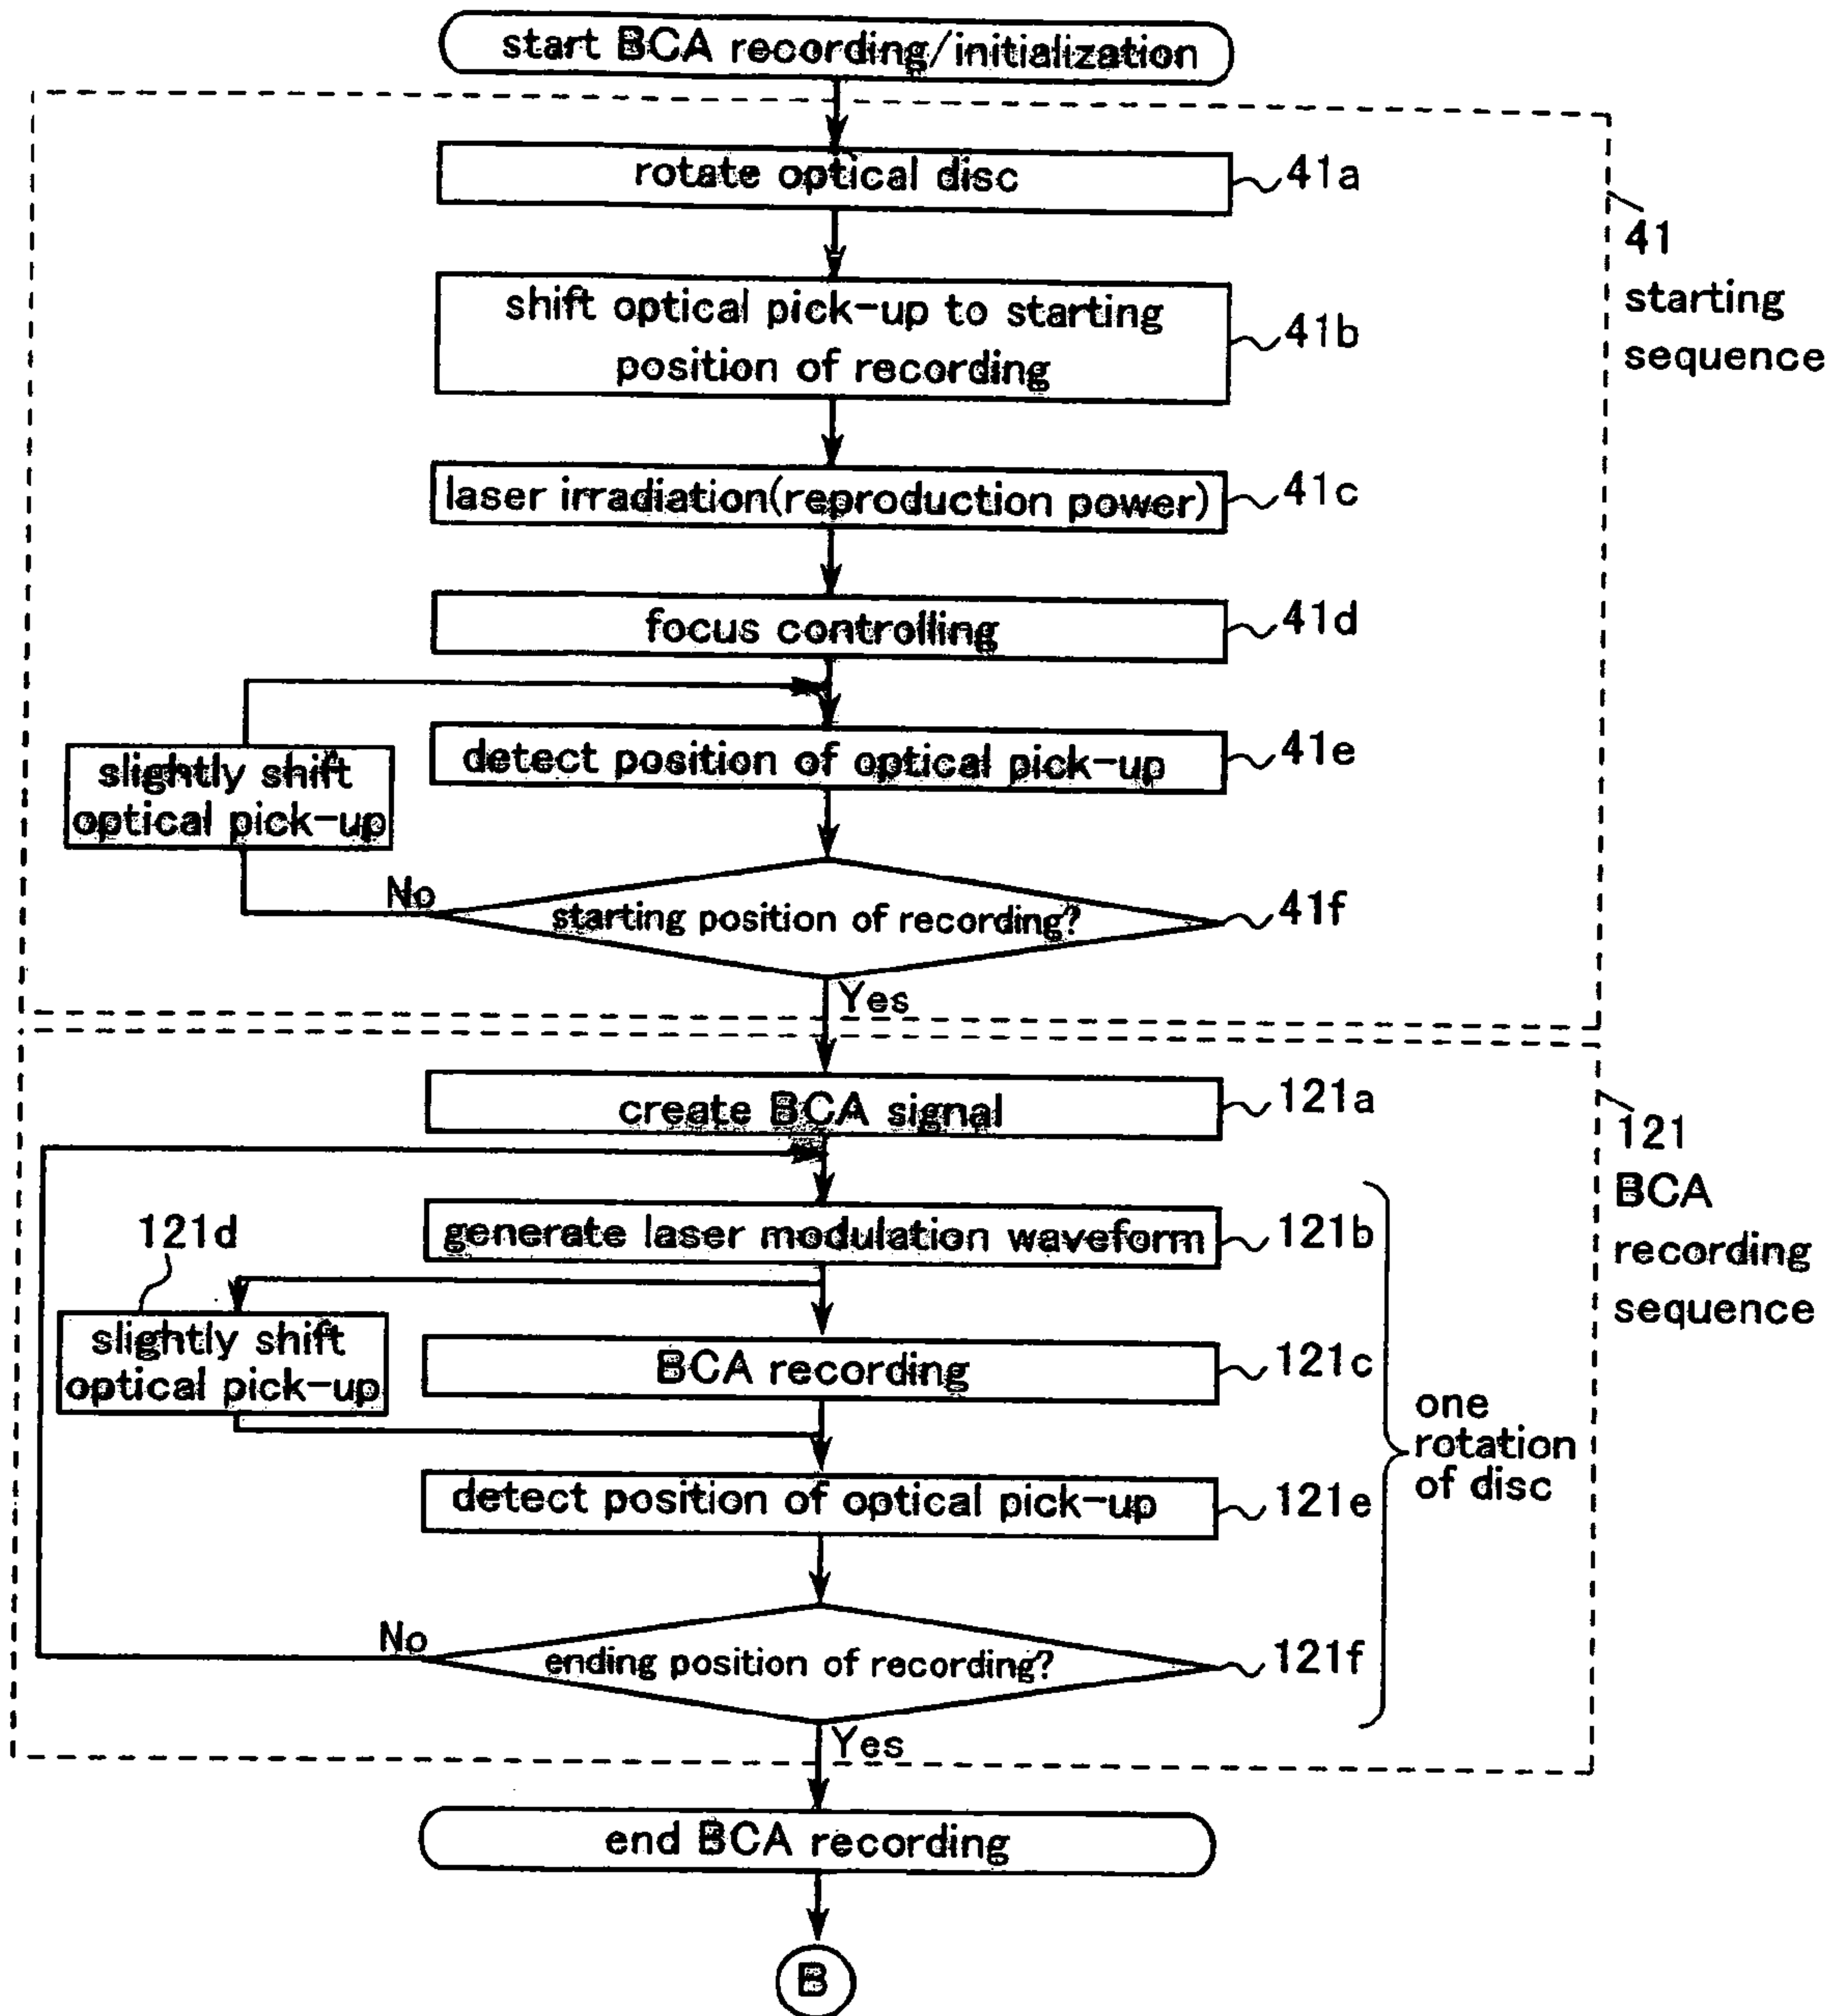 start BCA recording/initialization
rotate optical disc
41a
41
starting
sequence
shift optical pick-up to starting
position of recording
41b
laser irradiation(reproduction power)
41c
focus controlling
41d
slightly shift
optical pick-up
detect position of optical pick-up
41e
No
starting position of recording?
41f
Yes
create BCA signal
121a
121
BCA
recording
sequence
generate laser modulation waveform
121b
121d
slightly shift
optical pick-up
BCA recording
121c
one
rotation
of disc
detect position of optical pick-up
121e
No
ending position of recording?
121f
Yes
end BCA recording
B